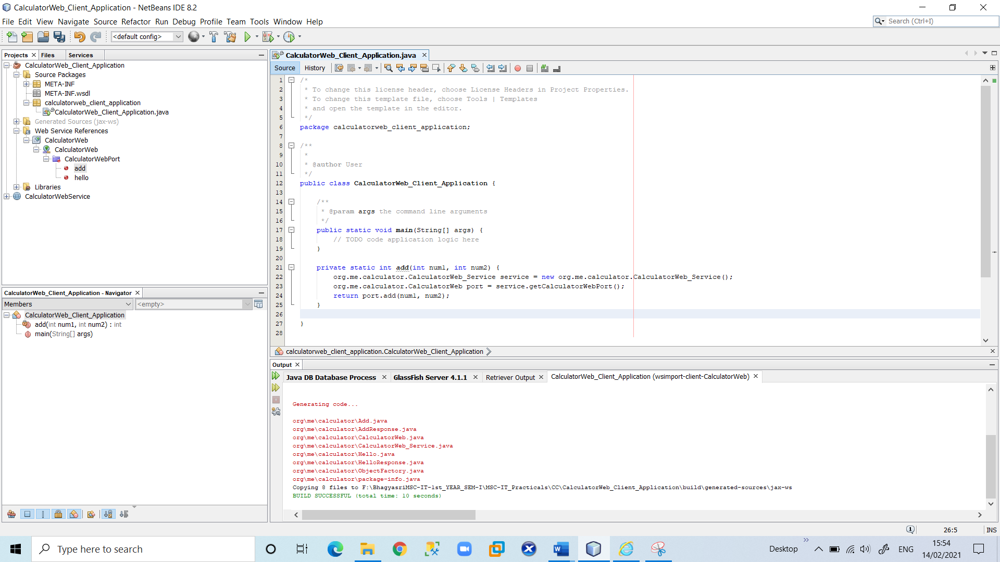 CalculatorWeb_Client_Application - NetBeans IDE 8.2
File Edit View Navigate Source Refactor Run Debug Profile Team Tools Window Help
Search (Ctrl+I)
<default config>
Projects Files Services
CalculatorWeb_Client_Application
Source Packages
META-INF
META-INF.wsdl
calculatorweb_client_application
CalculatorWeb_Client_Application.java
Generated Sources (jax-ws)
Web Service References
CalculatorWeb
CalculatorWeb
CalculatorWebPort
add
hello
Libraries
CalculatorWebService
CalculatorWeb_Client_Application - Navigator
Members <empty>
CalculatorWeb_Client_Application
add(int num1, int num2) : int
main(String[] args)
CalculatorWeb_Client_Application.java
Source History
1 /*
2 * To change this license header, choose License Headers in Project Properties.
3 * To change this template file, choose Tools | Templates
4 * and open the template in the editor.
5 */
6 package calculatorweb_client_application;
7
8 /**
9 *
10 * @author User
11 */
12 public class CalculatorWeb_Client_Application {
13
14 /**
15 * @param args the command line arguments
16 */
17 public static void main(String[] args) {
18 // TODO code application logic here
19 }
20
21 private static int add(int num1, int num2) {
22 org.me.calculator.CalculatorWeb_Service service = new org.me.calculator.CalculatorWeb_Service();
23 org.me.calculator.CalculatorWeb port = service.getCalculatorWebPort();
24 return port.add(num1, num2);
25 }
26
27 }
28
calculatorweb_client_application.CalculatorWeb_Client_Application
Output
Java DB Database Process GlassFish Server 4.1.1 Retriever Output CalculatorWeb_Client_Application (wsimport-client-CalculatorWeb)
Generating code...
org\me\calculator\Add.java
org\me\calculator\AddResponse.java
org\me\calculator\CalculatorWeb.java
org\me\calculator\CalculatorWeb_Service.java
org\me\calculator\Hello.java
org\me\calculator\HelloResponse.java
org\me\calculator\ObjectFactory.java
org\me\calculator\package-info.java
Copying 8 files to F:\BhagyasriMSC-IT-1st_YEAR_SEM-I\MSC-IT_Practicals\CC\CalculatorWeb_Client_Application\build\generated-sources\jax-ws
BUILD SUCCESSFUL (total time: 10 seconds)
1 26:5 INS
Type here to search
Desktop ENG 15:54
14/02/2021